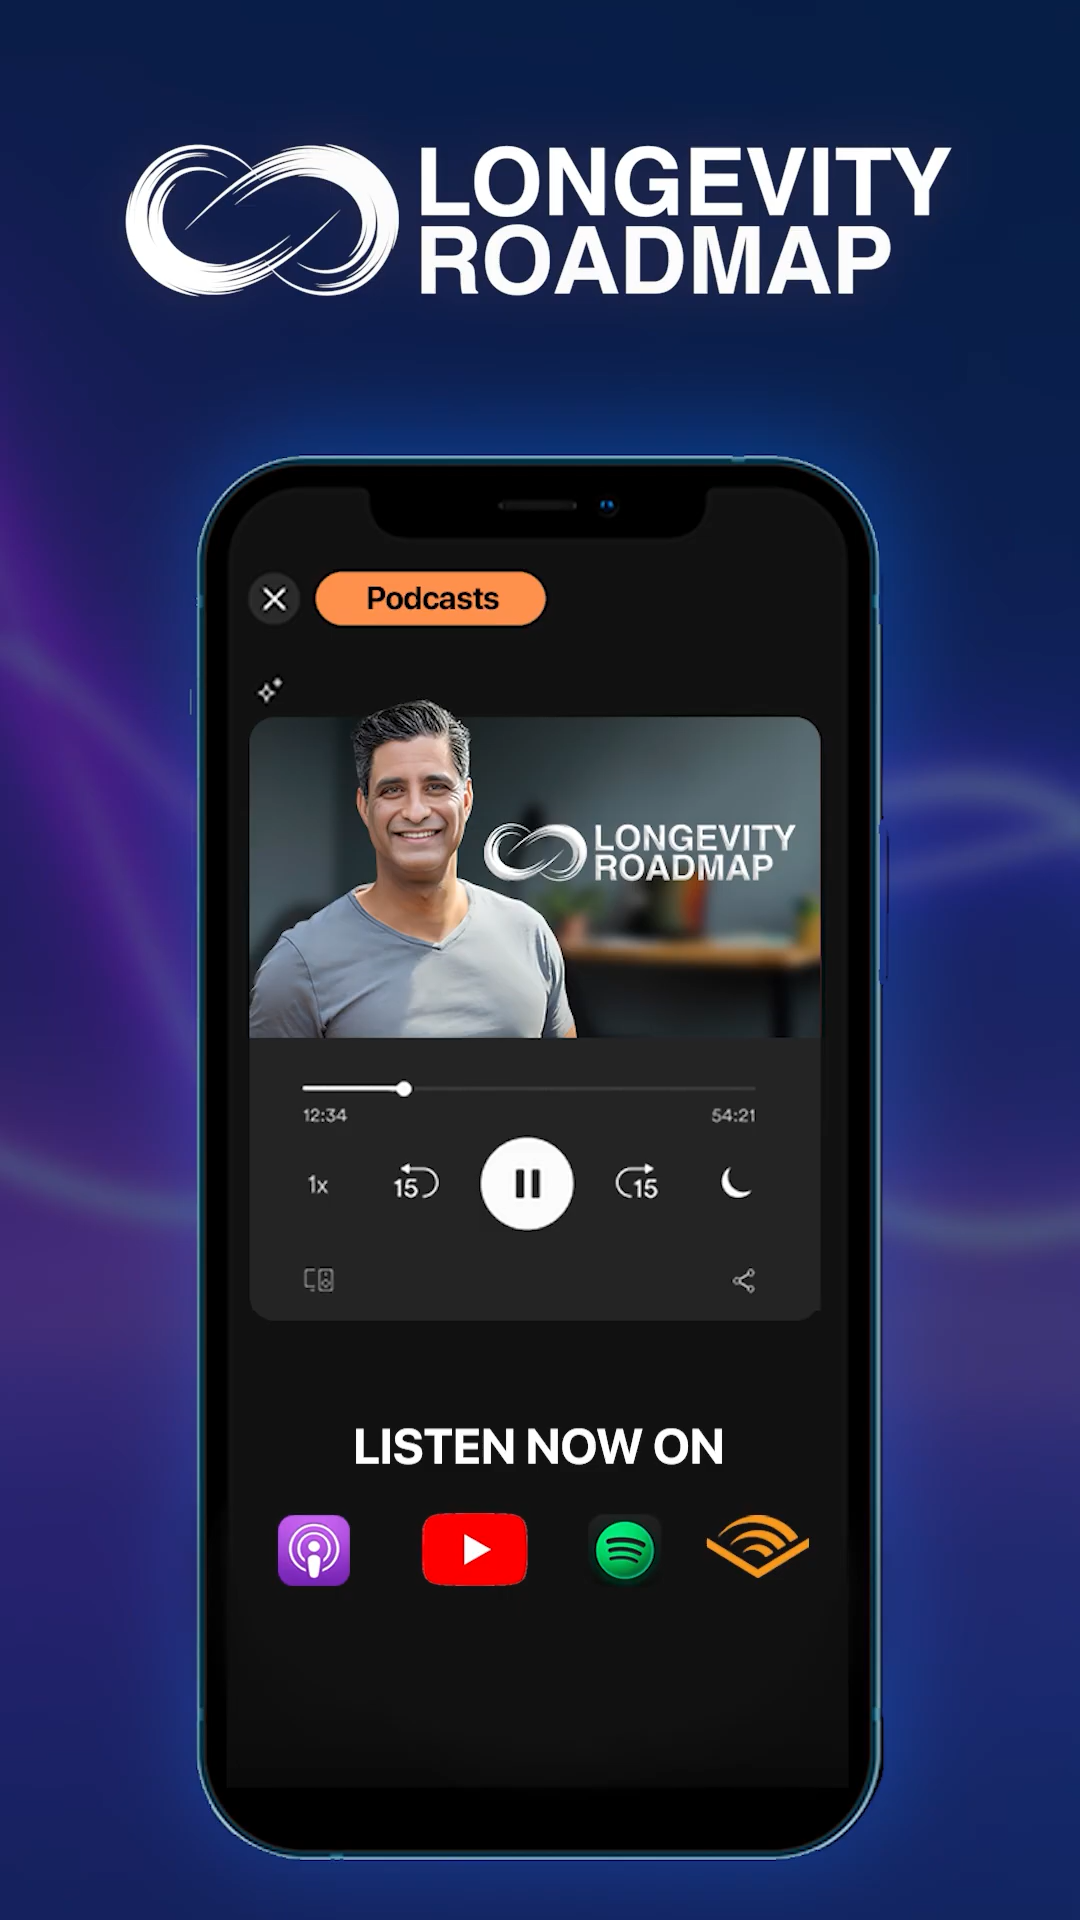 LONGEVITY
ROADMAP
Podcasts
LONGEVITY
ROADMAP
12:34
54:21
1x
15
15
LISTEN NOW ON